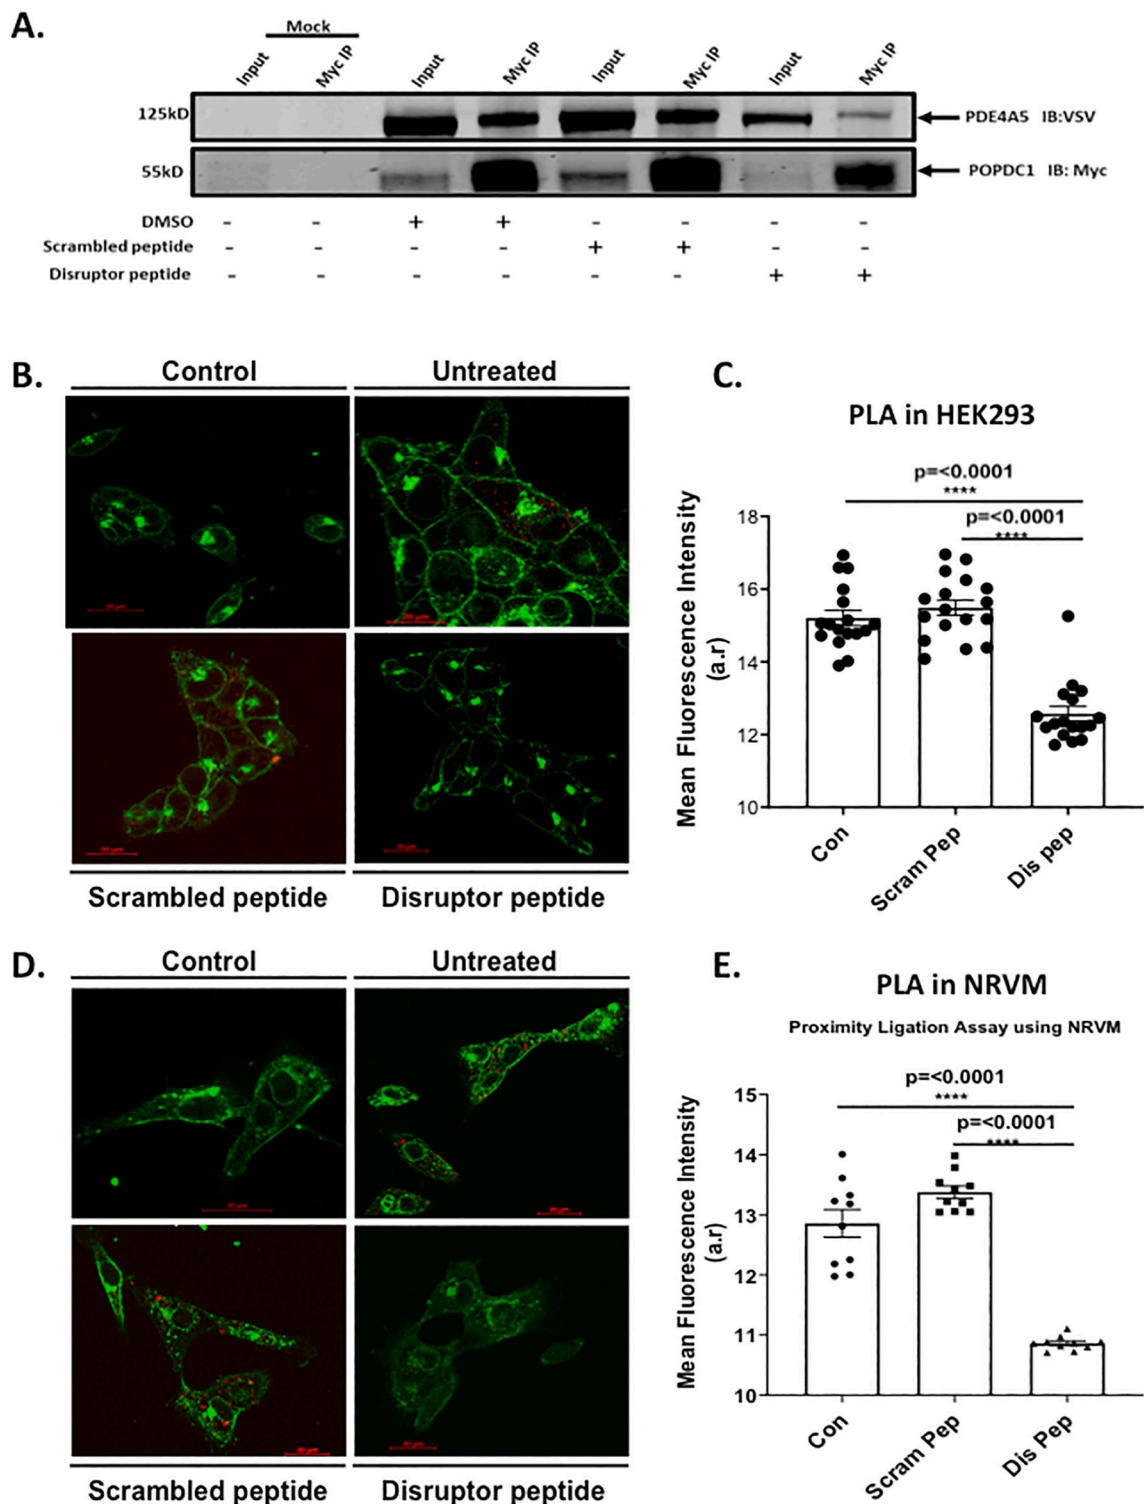 A.
Mock
Input Myc IP Input Myc IP Input Myc IP Input Myc IP
125kD PDE4A5 IB:VSV
55kD POPDC1 IB: Myc
DMSO - - + + - - - -
Scrambled peptide - - - - + + - -
Disruptor peptide - - - - - - + +
B.
Control Untreated
Scrambled peptide Disruptor peptide
C.
PLA in HEK293
p=<0.0001
****
p=<0.0001
****
Mean Fluorescence Intensity
(a.r)
18
16
14
12
10
Con Scram Pep Dis pep
D.
Control Untreated
Scrambled peptide Disruptor peptide
E.
PLA in NRVM
Proximity Ligation Assay using NRVM
p=<0.0001
****
p=<0.0001
****
Mean Fluorescence Intensity
(a.r)
15
14
13
12
11
10
Con Scram Pep Dis Pep